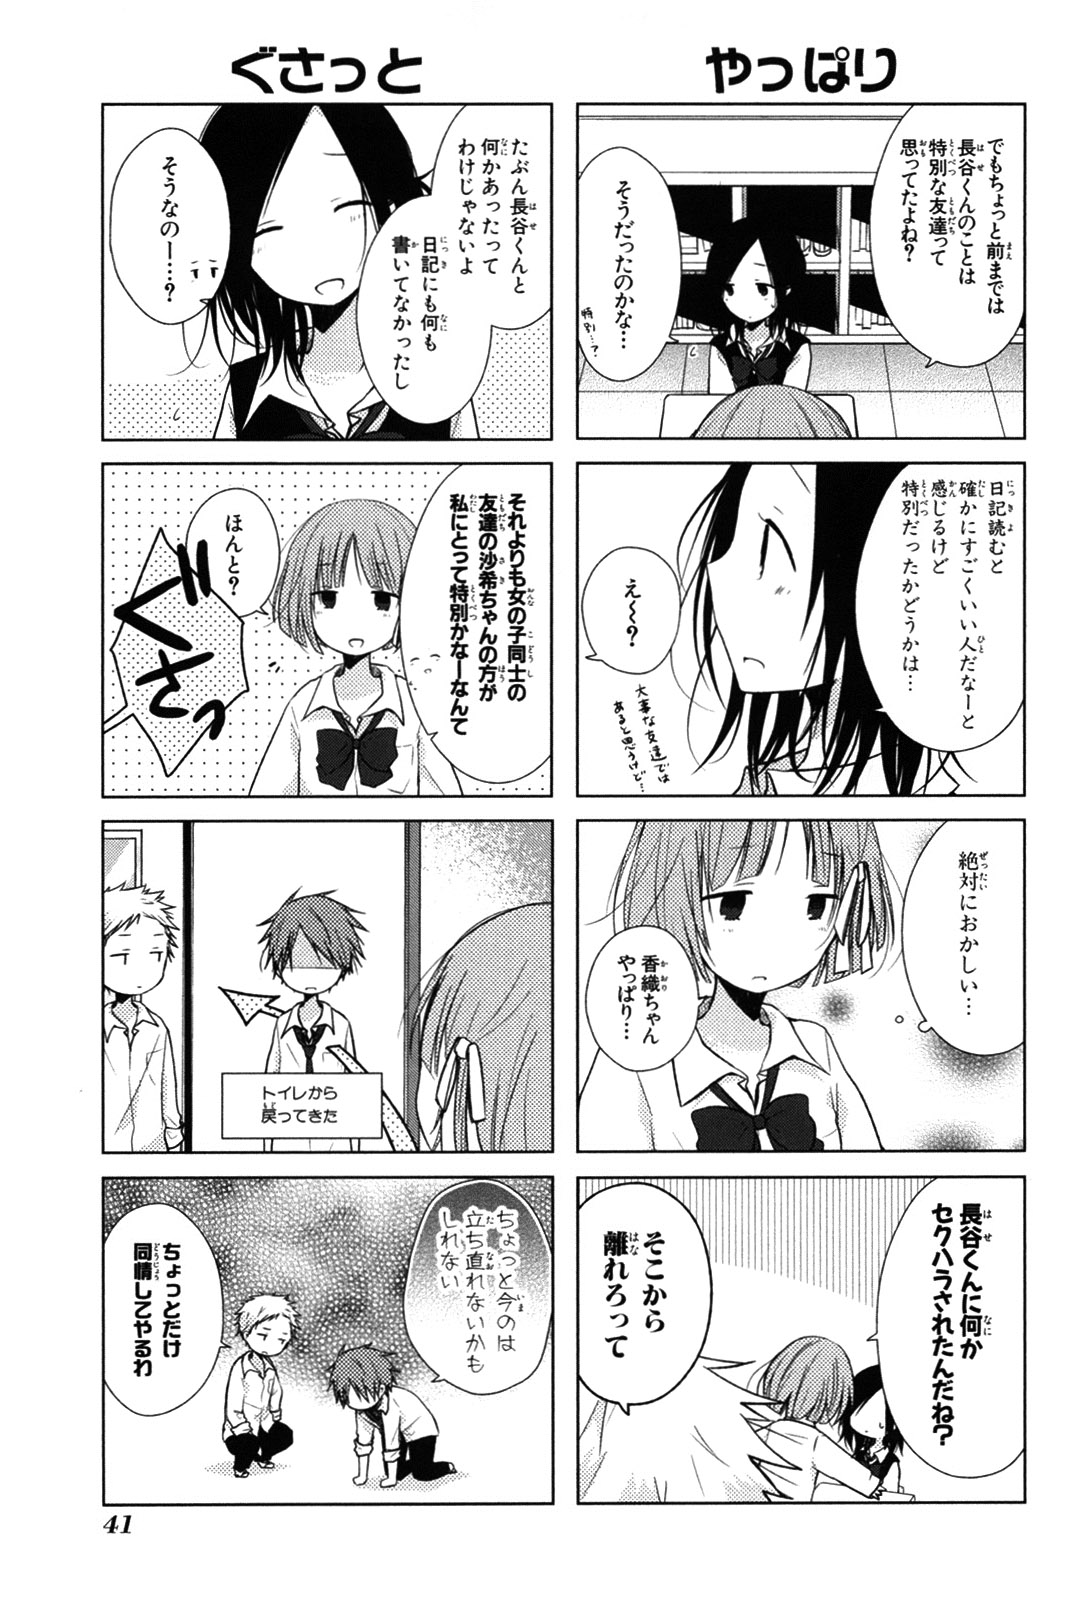 やっぱり
でもちょっと前までは
長谷くんのことは
特別な友達って
思ってたよね?
そうだったのかな…
特別…?
日記読むと
確かにすごくいい人だなーと
感じるけど
特別だったかどうかは…
え〜?
大事な友達では
あると思うけど…
絶対におかしい…
香織ちゃん
やっぱり…
長谷くんに何か
セクハラされたんだね?
そこから
離れろって
ぐさっと
たぶん長谷くんと
何かあったって
わけじゃないよ
日記にも何も
書いてなかったし
そうなのー…?
それよりも女の子同士の
友達の沙希ちゃんの方が
私にとって特別かなーなんて
ほんと?
ぐさっ
トイレから
戻ってきた
ちょっと今のは
立ち直れないかも
しれない
ちょっとだけ
同情してやるわ
41